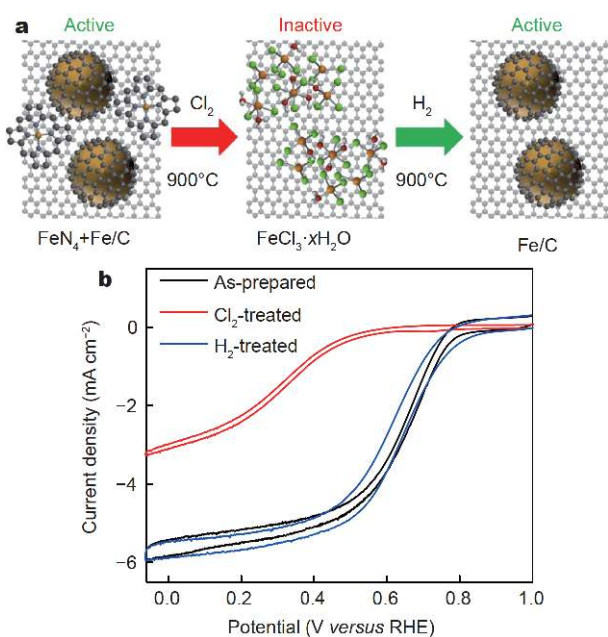 a
Active
Inactive
Active
Cl₂
H₂
900°C
900°C
FeN₄+Fe/C
FeCl₃·xH₂O
Fe/C
b
As-prepared
Cl₂-treated
H₂-treated
0
−2
−4
−6
Current density (mA cm⁻²)
0.0 0.2 0.4 0.6 0.8 1.0
Potential (V versus RHE)